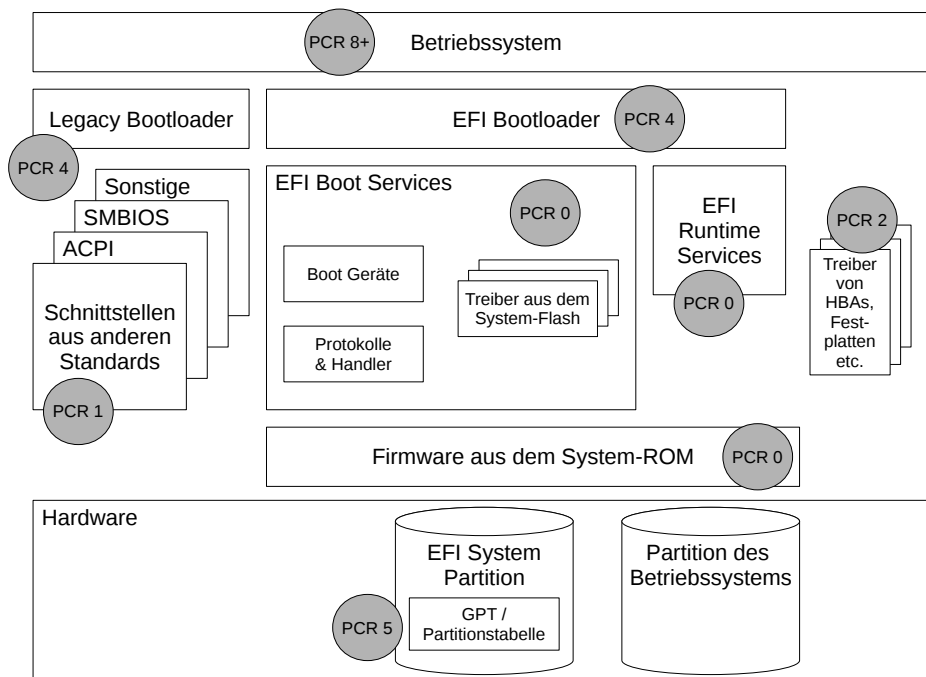 PCR 8+
Betriebssystem
Legacy Bootloader
PCR 4
EFI Bootloader
PCR 4
Sonstige
SMBIOS
ACPI
Schnittstellen
aus anderen
Standards
PCR 1
EFI Boot Services
PCR 0
Boot Geräte
Protokolle
& Handler
Treiber aus dem
System-Flash
EFI
Runtime
Services
PCR 0
PCR 2
Treiber
von
HBAs,
Fest-
platten
etc.
Firmware aus dem System-ROM
PCR 0
Hardware
EFI System
Partition
PCR 5
GPT /
Partitionstabelle
Partition des
Betriebssystems